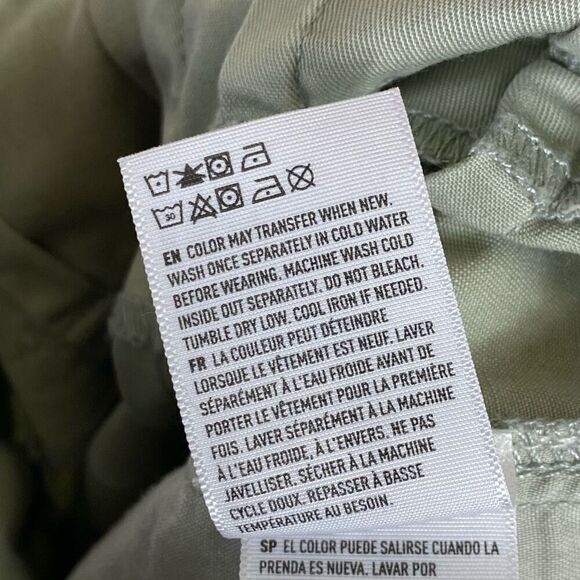 30
EN COLOR MAY TRANSFER WHEN NEW.
WASH ONCE SEPARATELY IN COLD WATER
BEFORE WEARING. MACHINE WASH COLD
INSIDE OUT SEPARATELY. DO NOT BLEACH.
TUMBLE DRY LOW. COOL IRON IF NEEDED.
FR LA COULEUR PEUT DÉTEINDRE
LORSQUE LE VÊTEMENT EST NEUF. LAVER
SÉPARÉMENT À L'EAU FROIDE AVANT DE
PORTER LE VÊTEMENT POUR LA PREMIÈRE
FOIS. LAVER SÉPARÉMENT À LA MACHINE
À L'EAU FROIDE, À L'ENVERS. NE PAS
JAVELLISER. SÉCHER À LA MACHINE
CYCLE DOUX. REPASSER À BASSE
TEMPÉRATURE AU BESOIN.
SP EL COLOR PUEDE SALIRSE CUANDO LA
PRENDA ES NUEVA. LAVAR POR